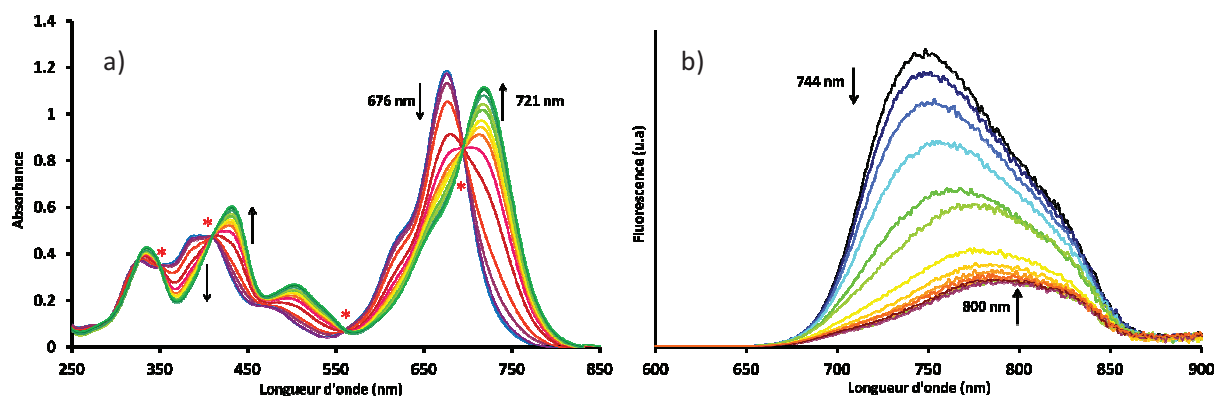 a)
1.4
1.2
1
0.8
0.6
0.4
0.2
0
Absorbance
676 nm
721 nm
*
*
*
*
250
350
450
550
650
750
850
Longueur d'onde (nm)
b)
Fluorescence (u.a)
744 nm
800 nm
600
650
700
750
800
850
900
Longueur d'onde (nm)